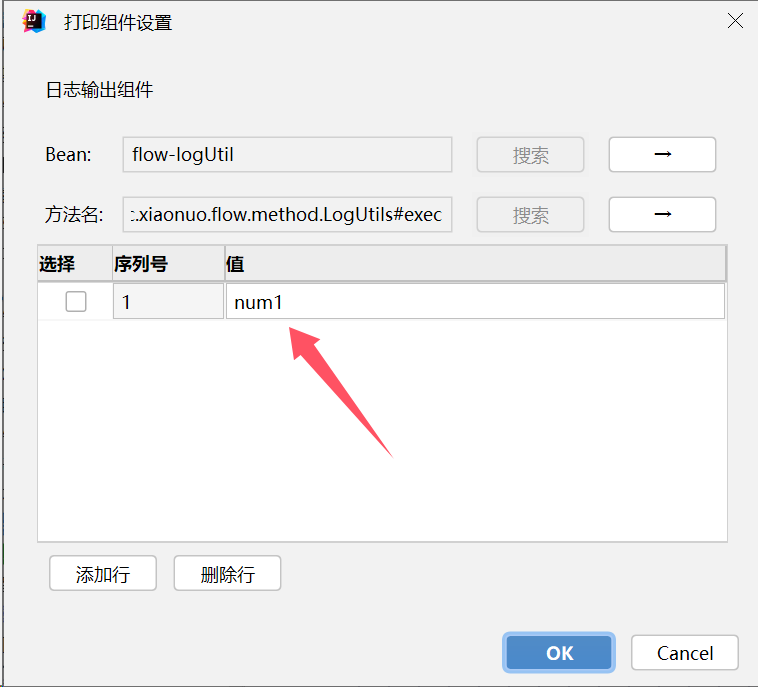 打印组件设置
日志输出组件
Bean: flow-logUtil 搜索 →
方法名: :.xiaonuo.flow.method.LogUtils#exec 搜索 →
选择 序列号 值
1 num1
添加行 删除行
OK Cancel